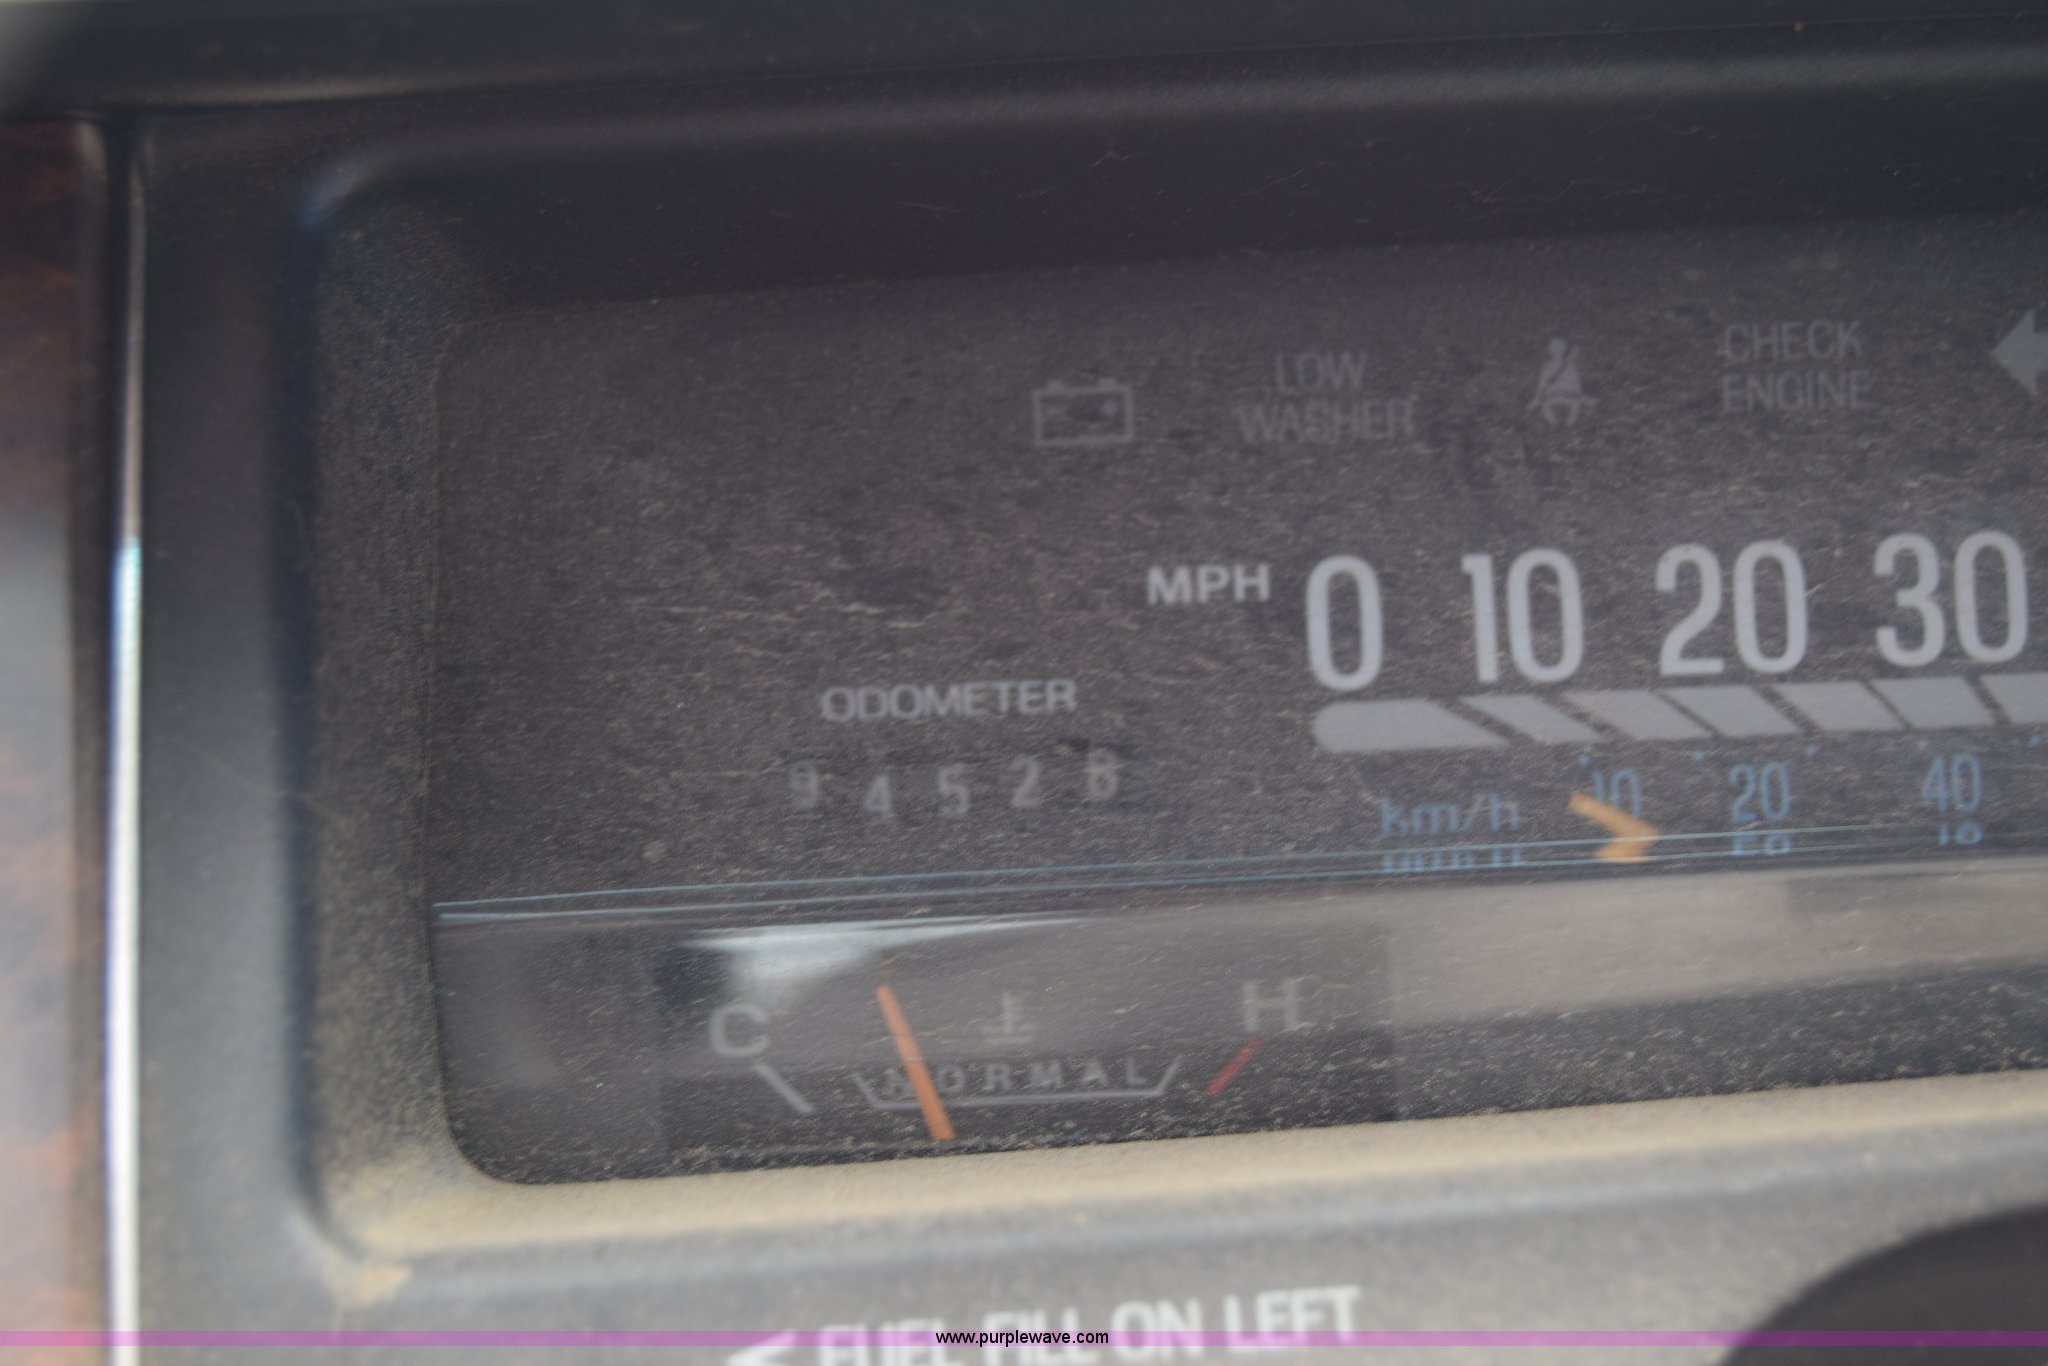 LOW
WASHER
CHECK
ENGINE
MPH 0 10 20 30
ODOMETER
9 4 5 2 8
km/h 10 20 40
C H
NORMAL
FUEL FILL ON LEFT
www.purplewave.com